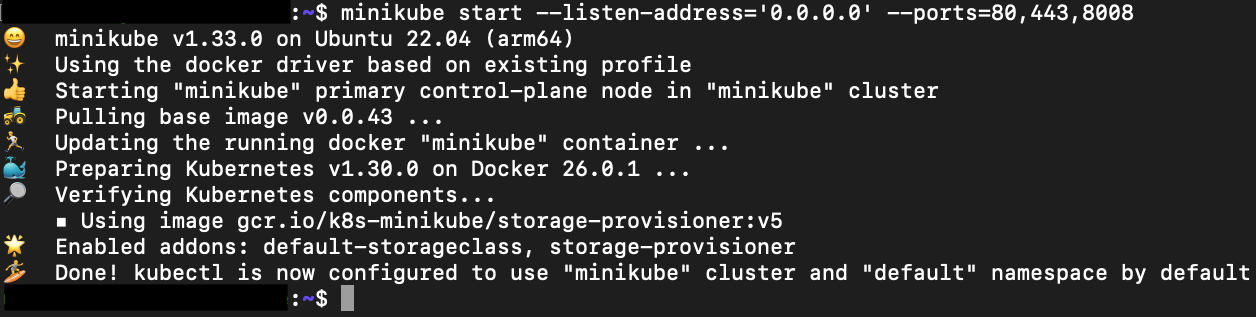 :~$ minikube start --listen-address='0.0.0.0' --ports=80,443,8008
😄 minikube v1.33.0 on Ubuntu 22.04 (arm64)
✨ Using the docker driver based on existing profile
👍 Starting "minikube" primary control-plane node in "minikube" cluster
🚜 Pulling base image v0.0.43 ...
🏃 Updating the running docker "minikube" container ...
🐳 Preparing Kubernetes v1.30.0 on Docker 26.0.1 ...
🔎 Verifying Kubernetes components...
▪ Using image gcr.io/k8s-minikube/storage-provisioner:v5
🌟 Enabled addons: default-storageclass, storage-provisioner
🏄 Done! kubectl is now configured to use "minikube" cluster and "default" namespace by default
:~$